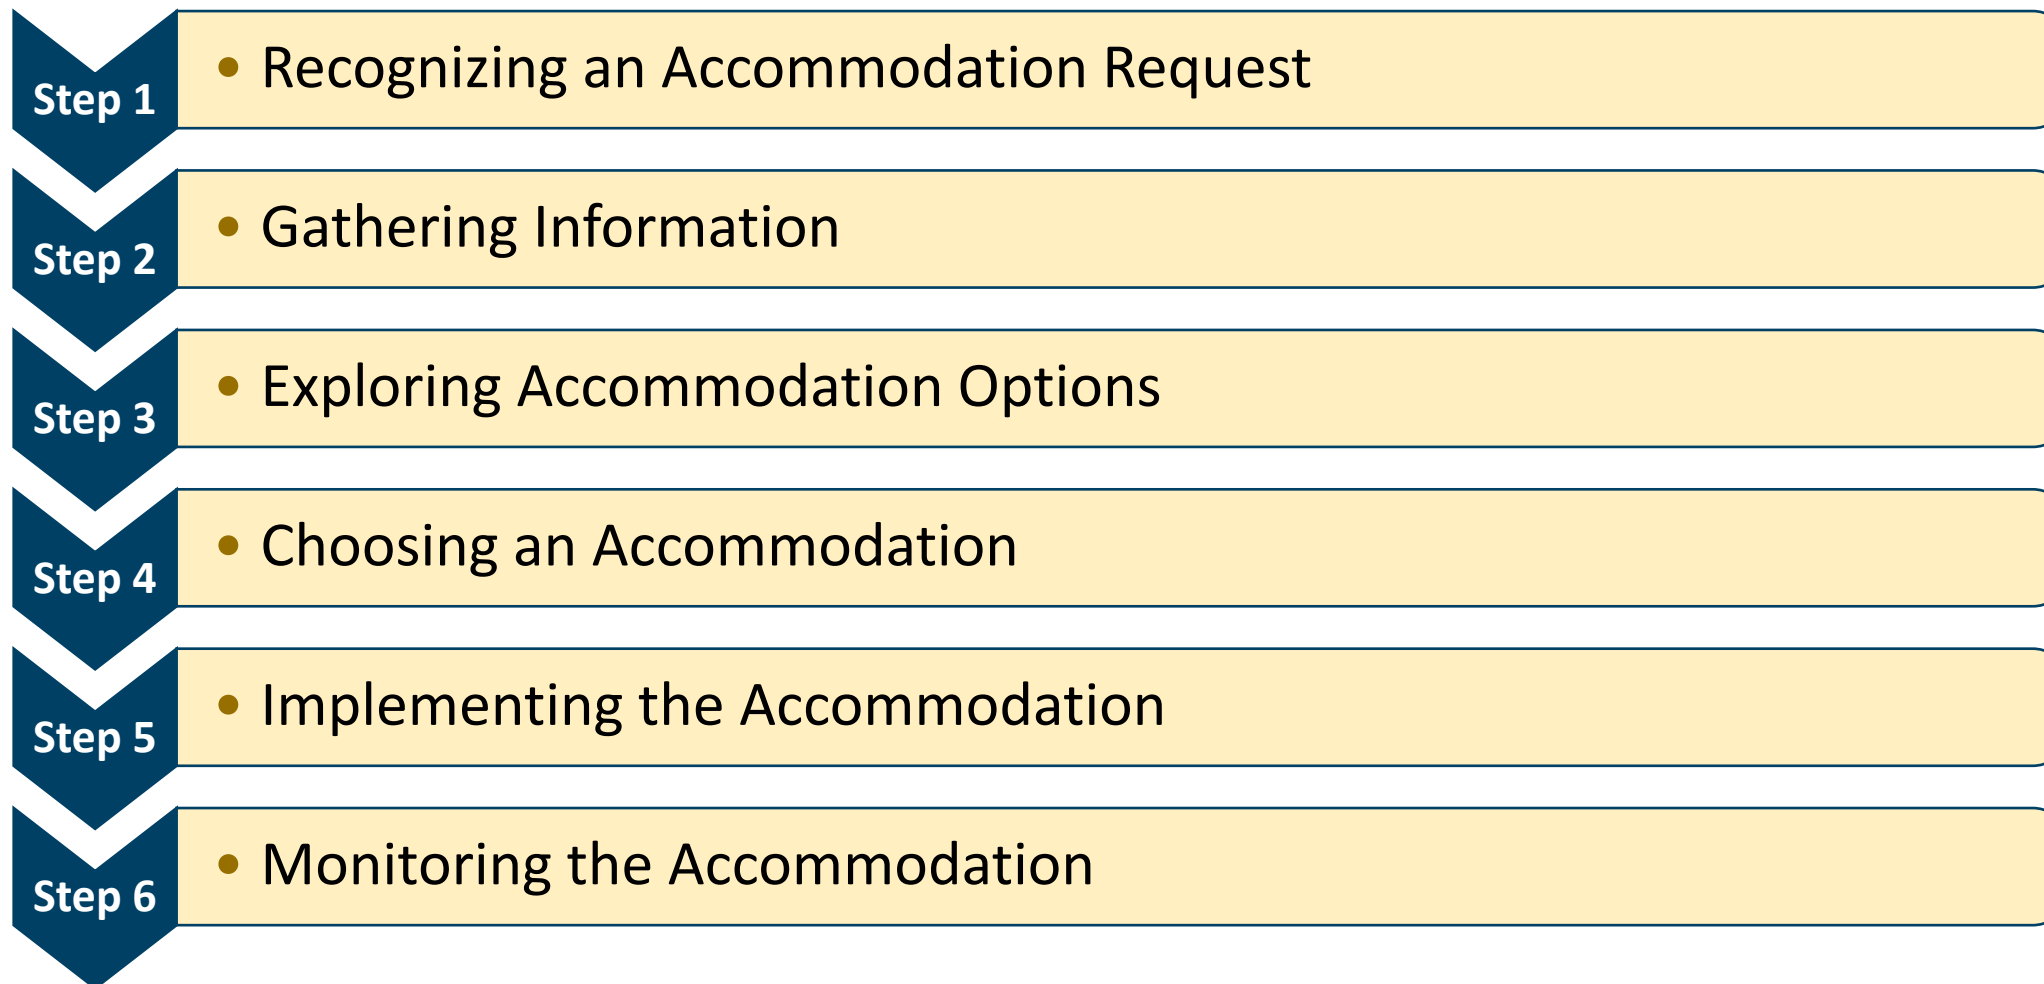 Step 1
• Recognizing an Accommodation Request
Step 2
• Gathering Information
Step 3
• Exploring Accommodation Options
Step 4
• Choosing an Accommodation
Step 5
• Implementing the Accommodation
Step 6
• Monitoring the Accommodation